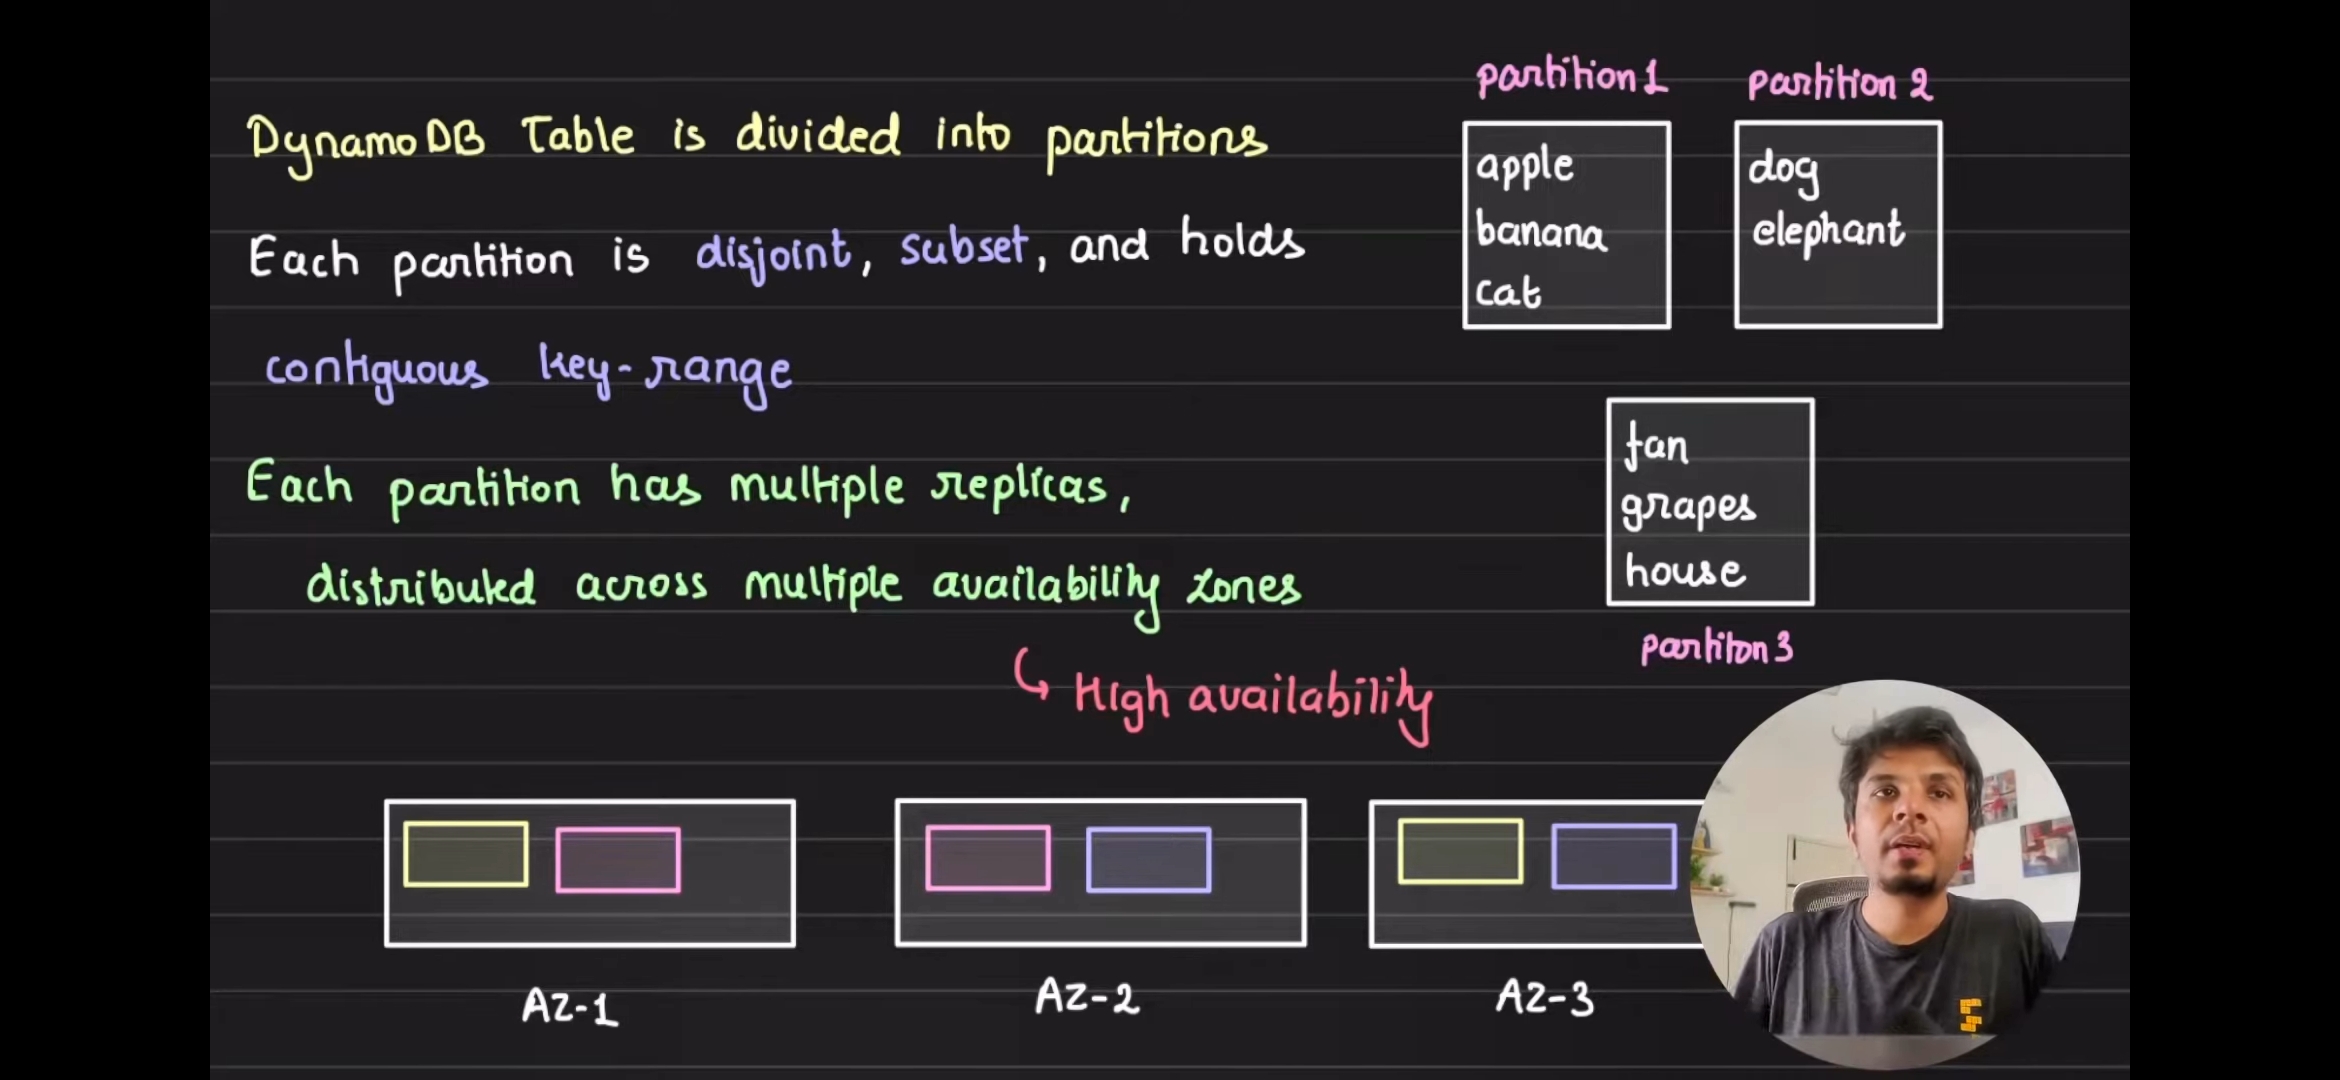 DynamoDB Table is divided into partitions
Each partition is disjoint, subset, and holds
contiguous key-range
Each partition has multiple replicas,
distributed across multiple availability zones
High availability
partition 1
apple
banana
cat
partition 2
dog
elephant
fan
grapes
house
partiton 3
AZ-1
AZ-2
AZ-3